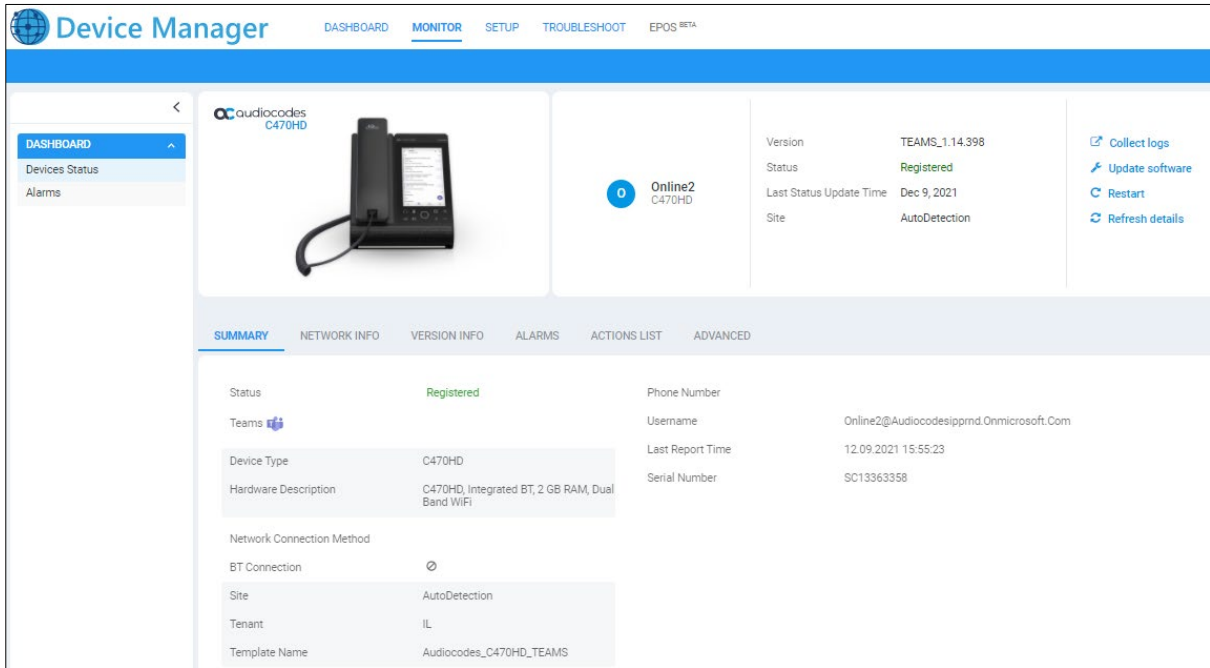 Device Manager
DASHBOARD MONITOR SETUP TROUBLESHOOT EPOS BETA
DASHBOARD
Devices Status
Alarms
audiocodes
C470HD
O
Online2
C470HD
Version TEAMS_1.14.398
Status Registered
Last Status Update Time Dec 9, 2021
Site AutoDetection
Collect logs
Update software
Restart
Refresh details
SUMMARY NETWORK INFO VERSION INFO ALARMS ACTIONS LIST ADVANCED
Status Registered
Teams
Device Type C470HD
Hardware Description C470HD, Integrated BT, 2 GB RAM, Dual
Band WiFi
Network Connection Method
BT Connection
Site AutoDetection
Tenant IL
Template Name Audiocodes_C470HD_TEAMS
Phone Number
Username Online2@Audiocodesipprnd.Onmicrosoft.Com
Last Report Time 12.09.2021 15:55:23
Serial Number SC13363358